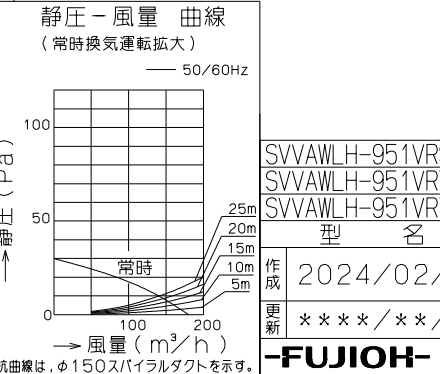 静圧－風量 曲線
(常時換気運転拡大)
50/60Hz
100
50
0
→静圧(Pa)
常時
25m
20m
15m
10m
5m
100
200
→風量(m³/h)
抗曲線は,φ150スパイラルダクトを示す。
SVVAWLH-951VR
SVVAWLH-951VR
SVVAWLH-951VR
型 名
作成 2024/02/
更新 ****/**/
FUJIOH